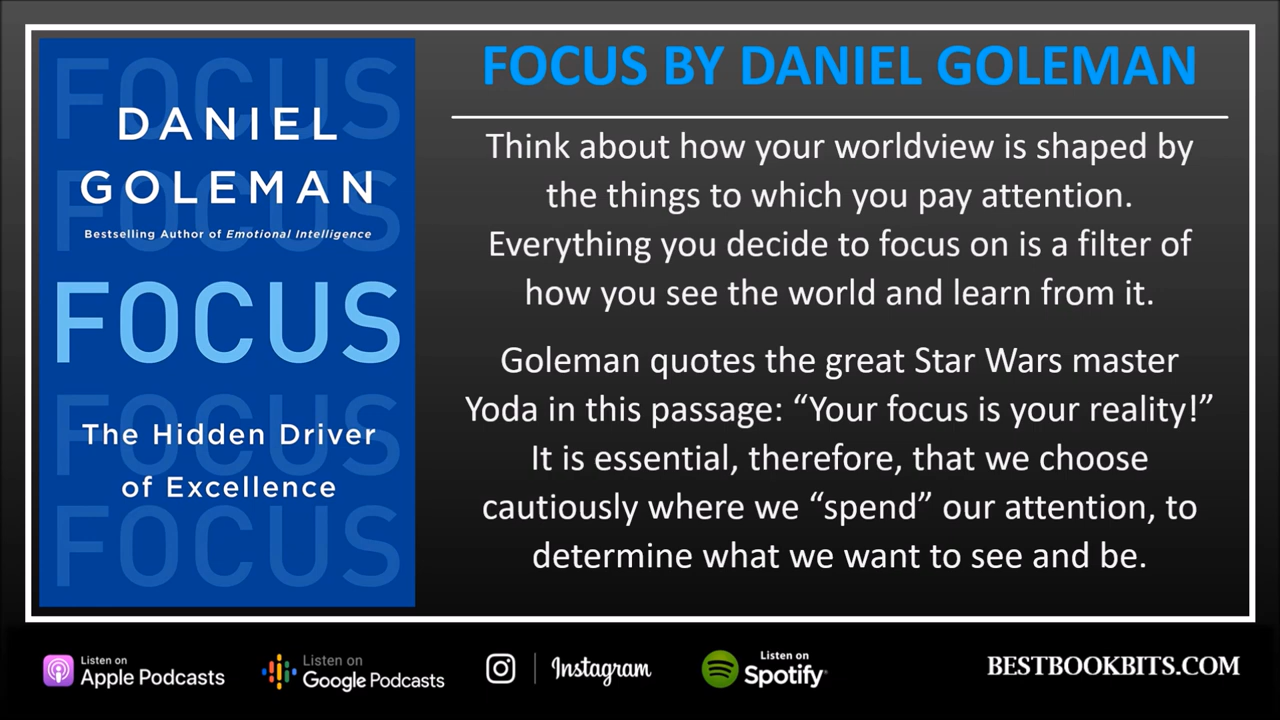 FOCUS
DANIEL
FOCUS
GOLEMAN
Bestselling Author of Emotional Intelligence
FOCUS
FOCUS
The Hidden Driver
of Excellence
FOCUS
FOCUS BY DANIEL GOLEMAN
Think about how your worldview is shaped by
the things to which you pay attention.
Everything you decide to focus on is a filter of
how you see the world and learn from it.
Goleman quotes the great Star Wars master
Yoda in this passage: “Your focus is your reality!”
It is essential, therefore, that we choose
cautiously where we “spend” our attention, to
determine what we want to see and be.
Listen on
Apple Podcasts
Listen on
Google Podcasts
Instagram
Listen on
Spotify
BESTBOOKBITS.COM